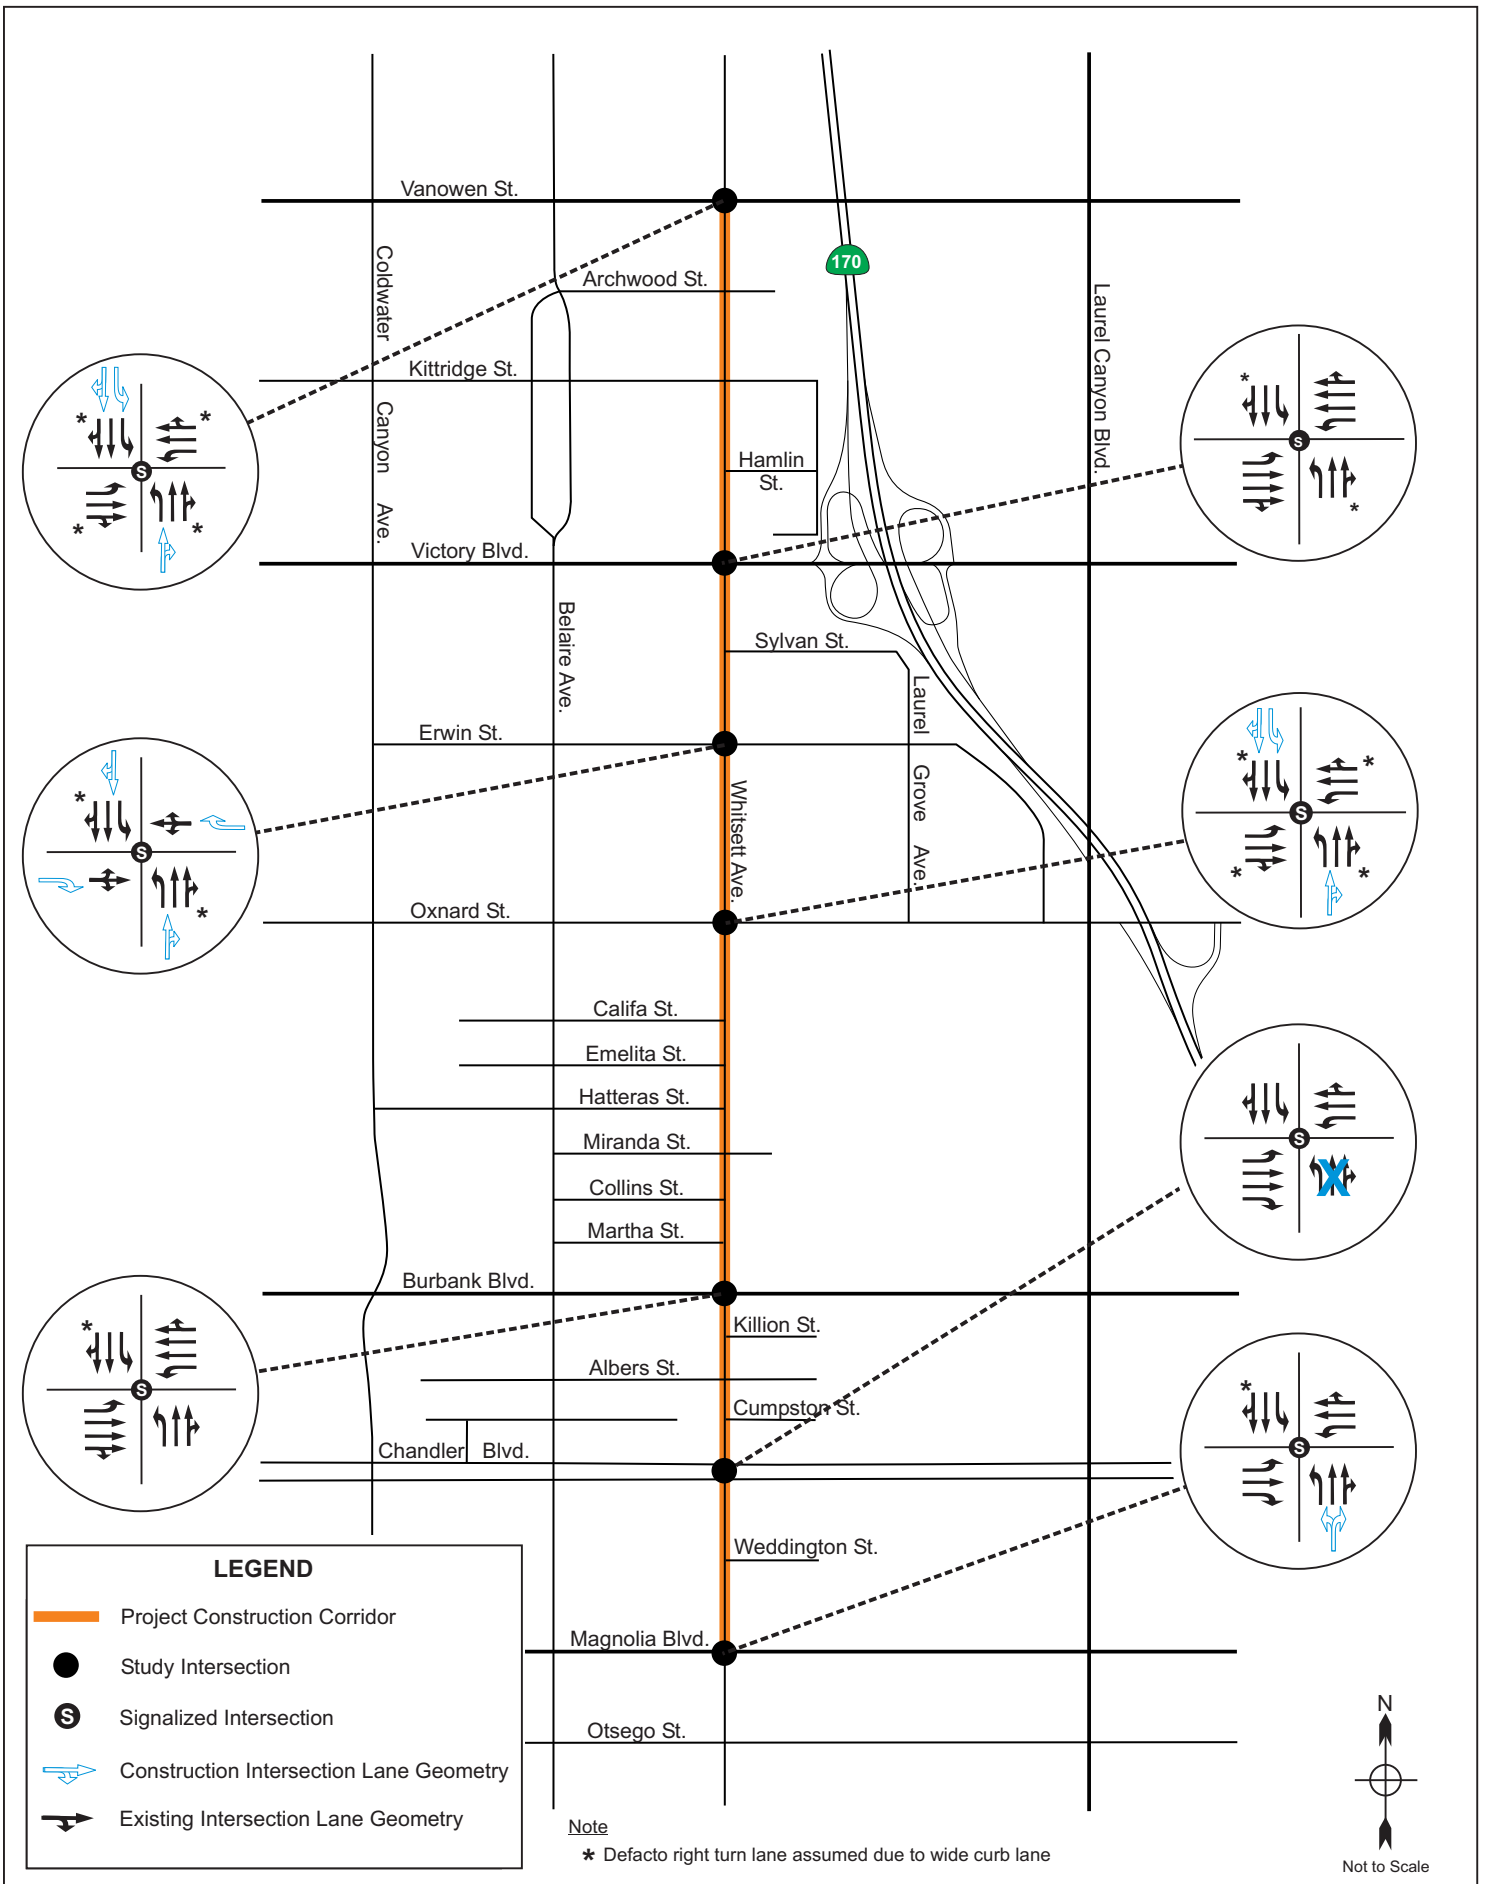 Vanowen St.
Coldwater
Canyon
Ave.
Archwood St.
170
Laurel Canyon Blvd.
Kittridge St.
Hamlin
St.
*
*
S
*
*
*
S
*
Victory Blvd.
Belaire Ave.
Sylvan St.
Laurel
Grove
Ave.
Erwin St.
Whitsett Ave.
*
S
*
*
*
S
*
*
Oxnard St.
Califa St.
Emelita St.
Hatteras St.
Miranda St.
Collins St.
Martha St.
S
X
Burbank Blvd.
Killion St.
Albers St.
Cumpston St.
Chandler Blvd.
*
S
*
S
Weddington St.
Magnolia Blvd.
Otsego St.
LEGEND
Project Construction Corridor
Study Intersection
S Signalized Intersection
Construction Intersection Lane Geometry
Existing Intersection Lane Geometry
Note
* Defacto right turn lane assumed due to wide curb lane
N
Not to Scale